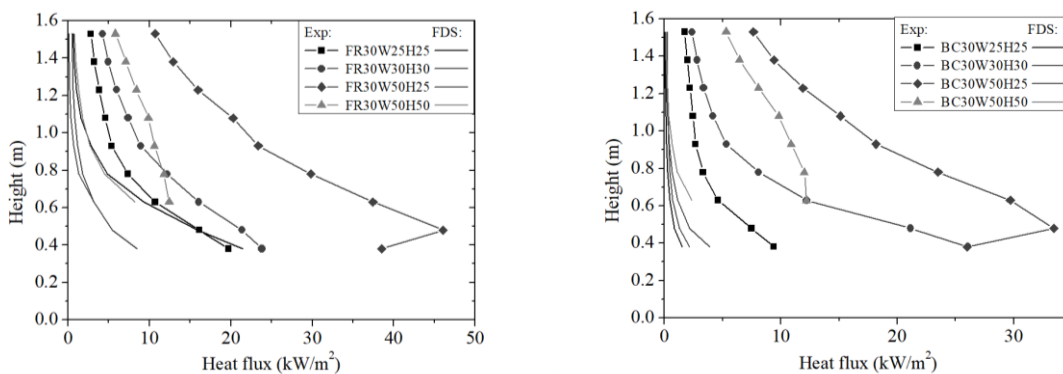 1.6
1.4
1.2
1.0
0.8
0.6
0.4
0.2
0.0
Height (m)
0
10
20
30
40
50
Heat flux (kW/m²)
Exp: FDS:
FR30W25H25
FR30W30H30
FR30W50H25
FR30W50H50
1.6
1.4
1.2
1.0
0.8
0.6
0.4
0.2
0.0
Height (m)
0
10
20
30
Heat flux (kW/m²)
Exp: FDS:
BC30W25H25
BC30W30H30
BC30W50H25
BC30W50H50